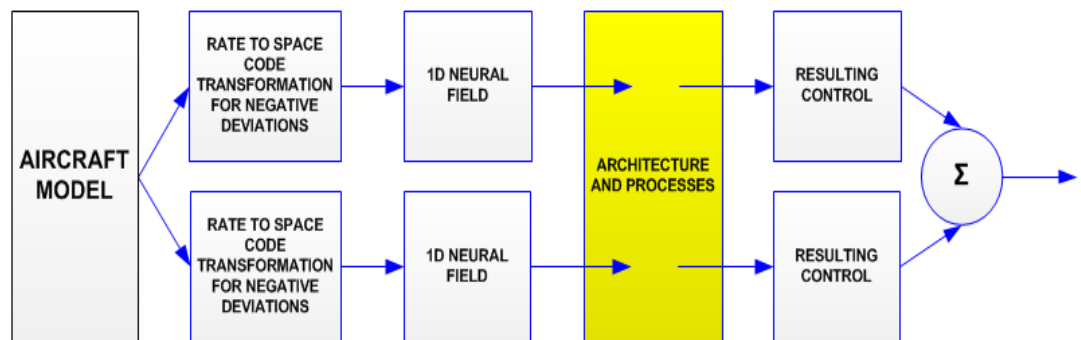 AIRCRAFT
MODEL
RATE TO SPACE
CODE
TRANSFORMATION
FOR NEGATIVE
DEVIATIONS
1D NEURAL
FIELD
ARCHITECTURE
AND PROCESSES
RESULTING
CONTROL
Σ
RATE TO SPACE
CODE
TRANSFORMATION
FOR NEGATIVE
DEVIATIONS
1D NEURAL
FIELD
RESULTING
CONTROL